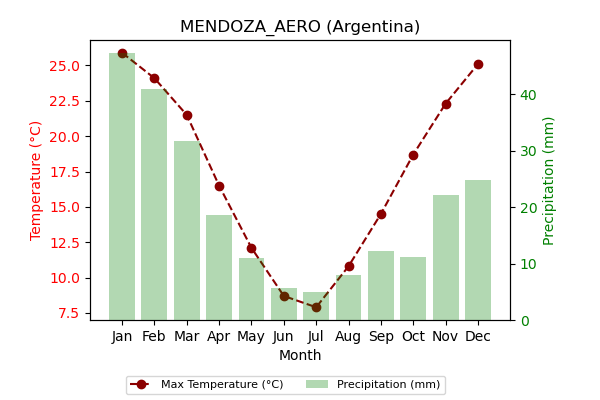 MENDOZA_AERO (Argentina)
25.0
22.5
20.0
17.5
15.0
12.5
10.0
7.5
Temperature (°C)
40
30
20
10
0
Precipitation (mm)
Jan Feb Mar Apr May Jun Jul Aug Sep Oct Nov Dec
Month
Max Temperature (°C) Precipitation (mm)